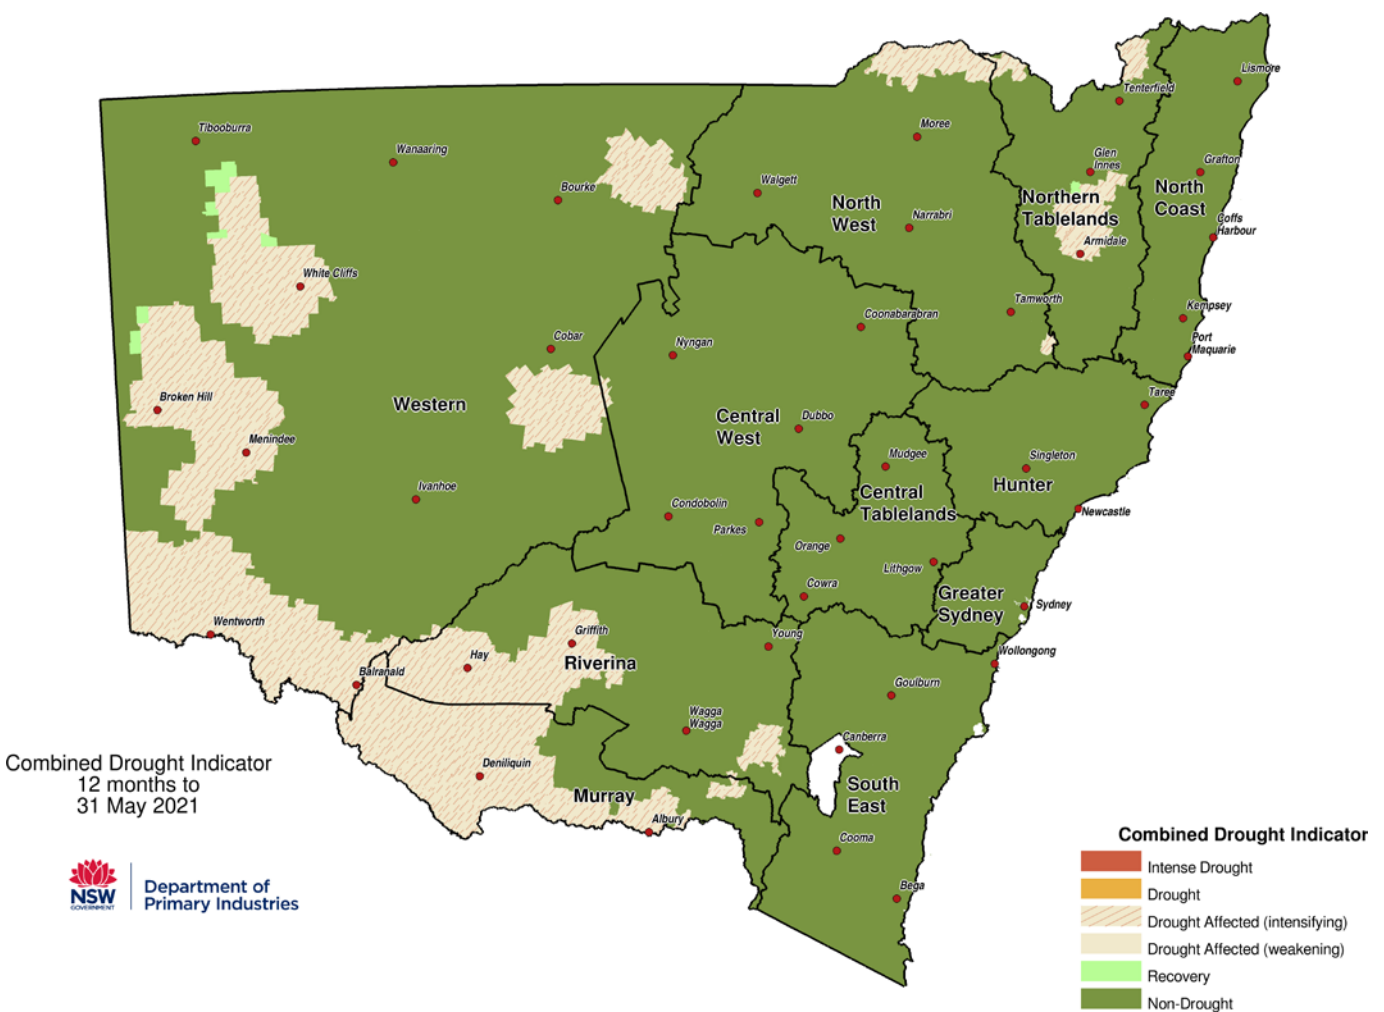 Lismore
Tenterfield
Tibooburra
Moree
Wanaaring
Glen
Innes
Grafton
Bourke
Walgett
North
West
Northern
Tablelands
North
Coast
Narrabri
Coffs
Harbour
Armidale
White Cliffs
Tamworth
Kempsey
Coonabarabran
Cobar
Nyngan
Port
Maquarie
Broken Hill
Western
Taree
Central
West
Dubbo
Menindee
Mudgee
Singleton
Hunter
Ivanhoe
Central
Tablelands
Condobolin
Parkes
Newcastle
Orange
Lithgow
Cowra
Greater
Sydney
Sydney
Wentworth
Griffith
Young
Hay
Riverina
Wollongong
Balranald
Goulburn
Wagga
Wagga
Canberra
Deniliquin
Murray
South
East
Albury
Cooma
Bega
Combined Drought Indicator
12 months to
31 May 2021
NSW
GOVERNMENT
Department of
Primary Industries
Combined Drought Indicator
Intense Drought
Drought
Drought Affected (intensifying)
Drought Affected (weakening)
Recovery
Non-Drought